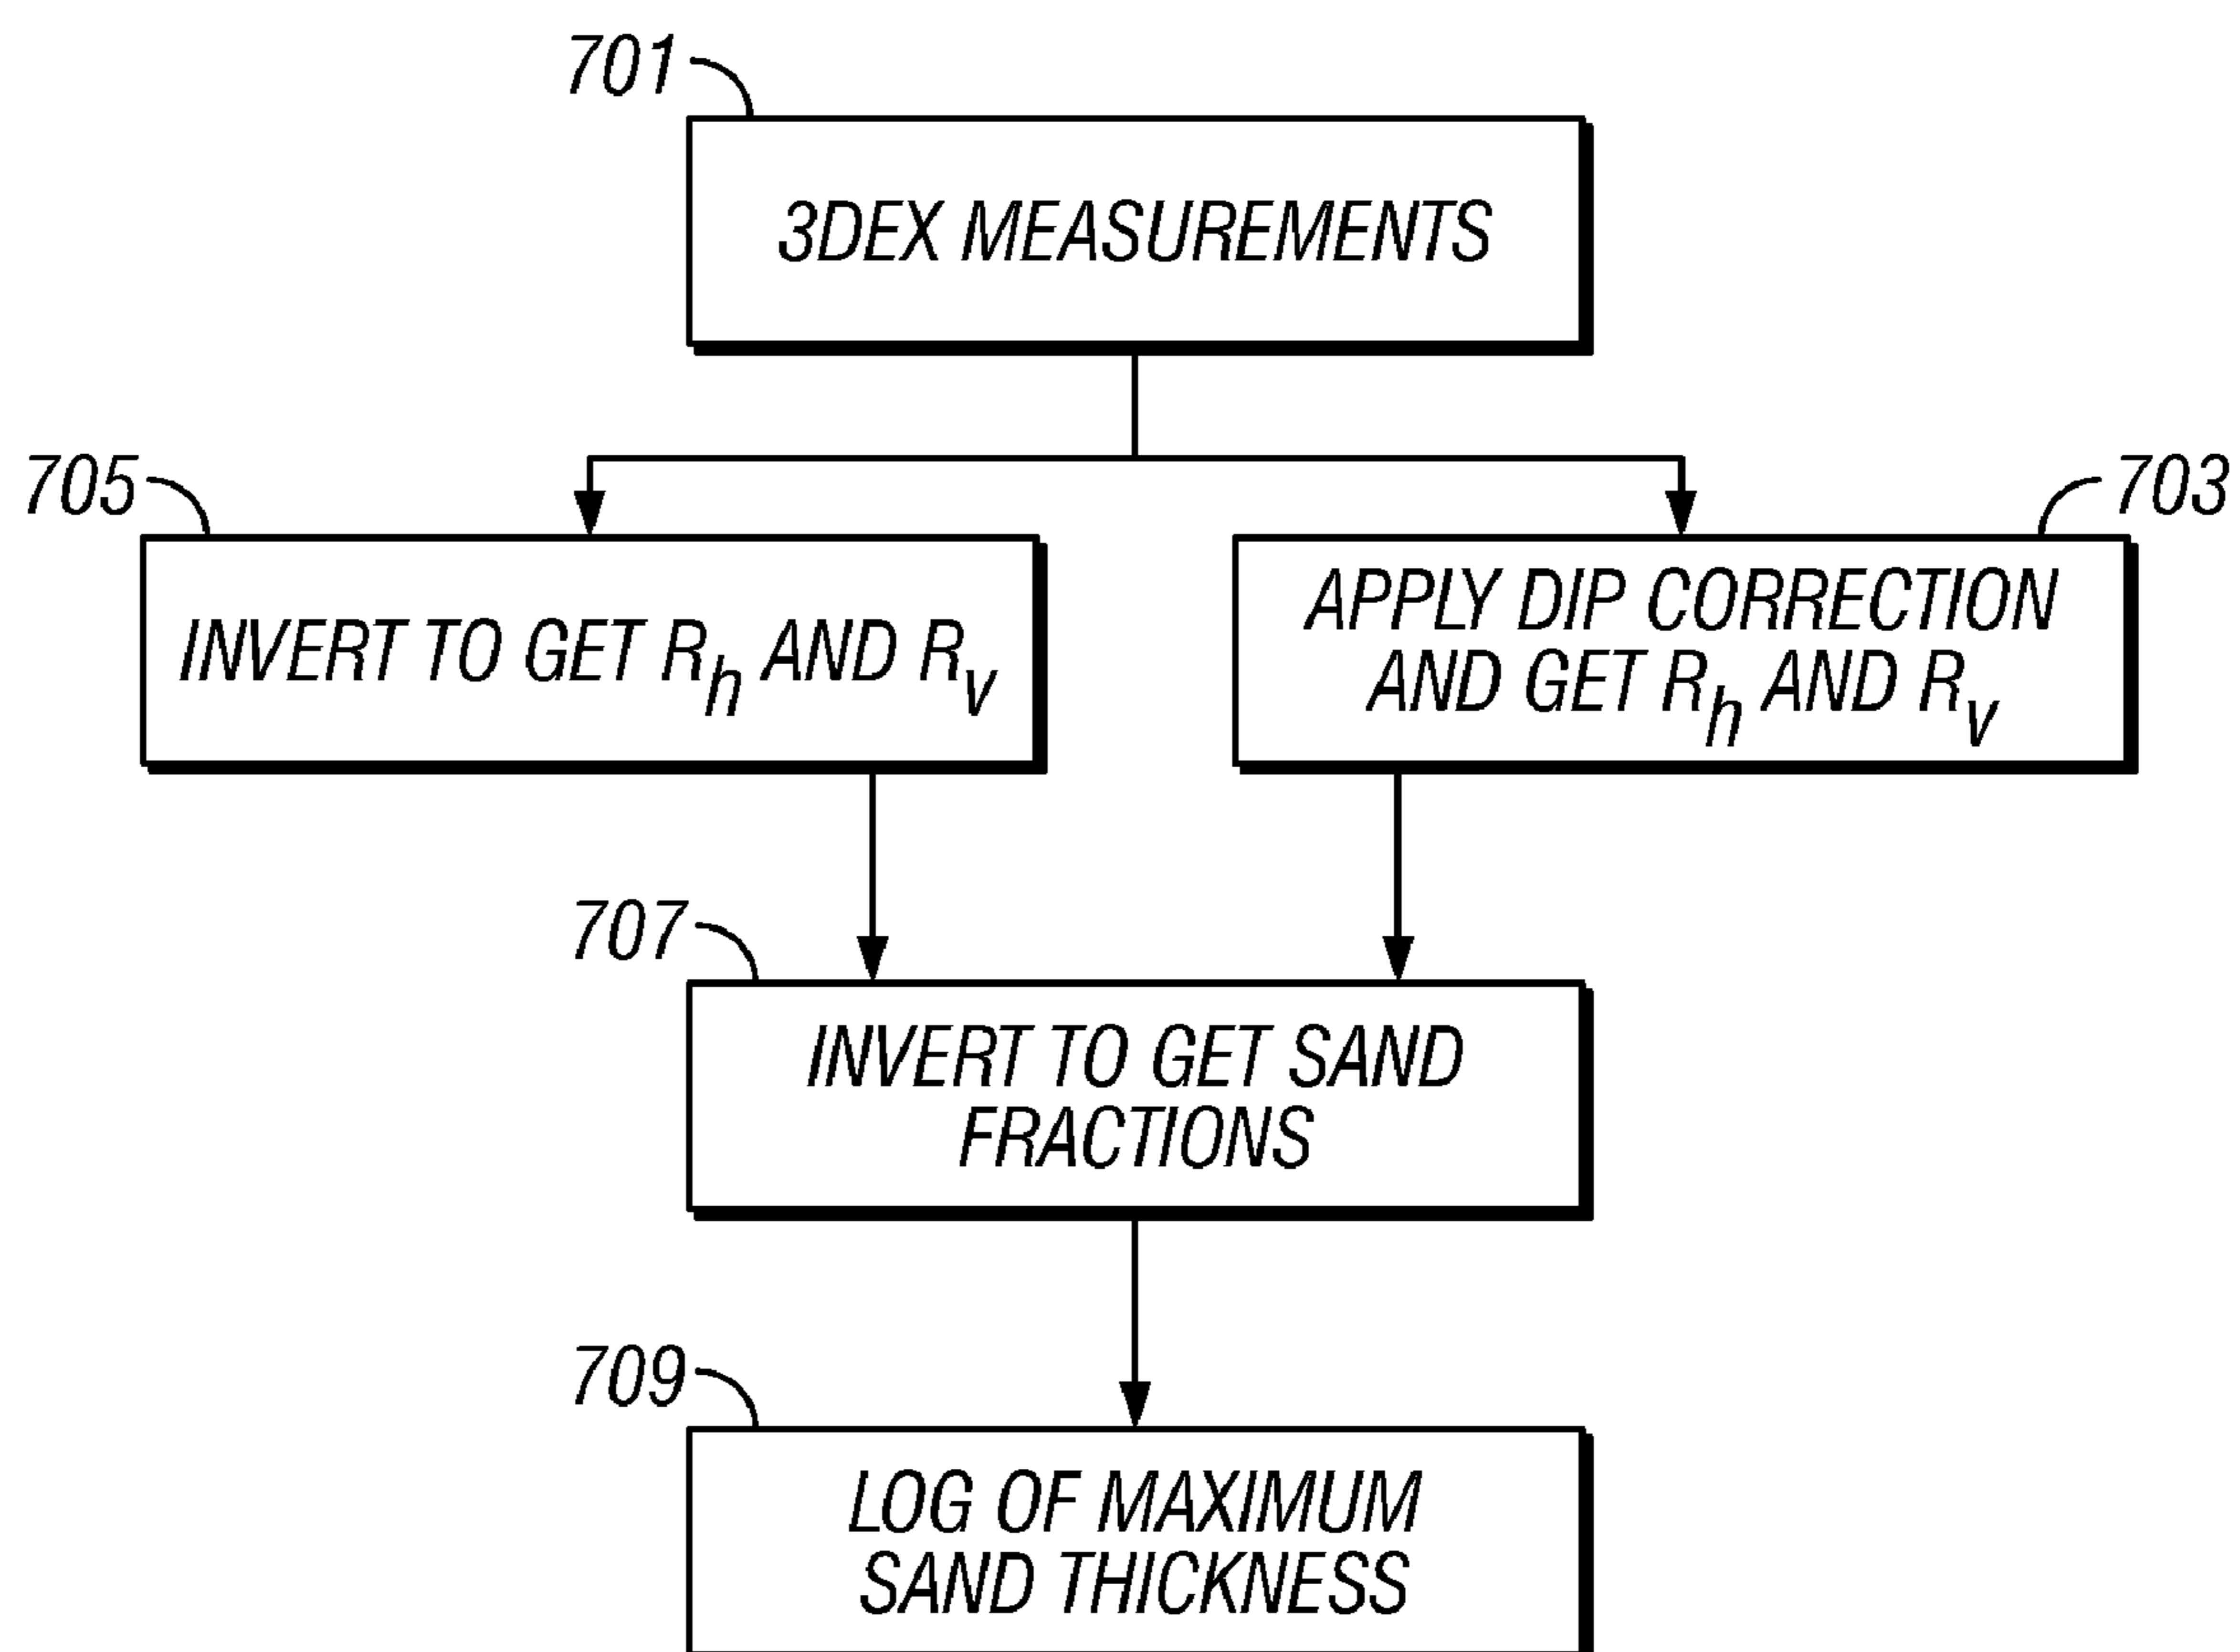 701
3DEX MEASUREMENTS
705
703
INVERT TO GET Rh AND Rv
APPLY DIP CORRECTION
AND GET Rh AND Rv
707
INVERT TO GET SAND
FRACTIONS
709
LOG OF MAXIMUM
SAND THICKNESS